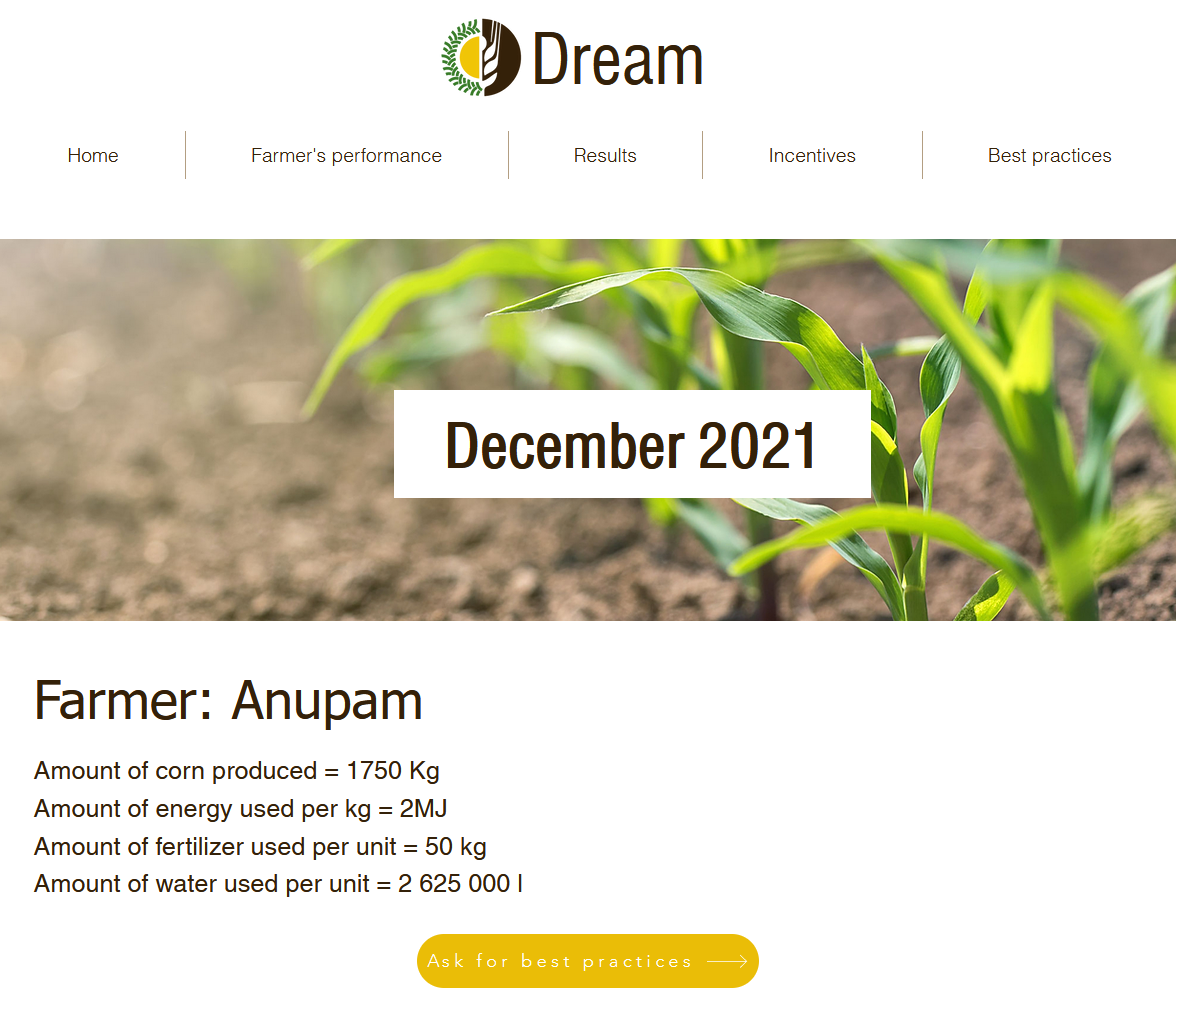 Dream
Home
Farmer's performance
Results
Incentives
Best practices
December 2021
Farmer: Anupam
Amount of corn produced = 1750 Kg
Amount of energy used per kg = 2MJ
Amount of fertilizer used per unit = 50 kg
Amount of water used per unit = 2 625 000 l
Ask for best practices